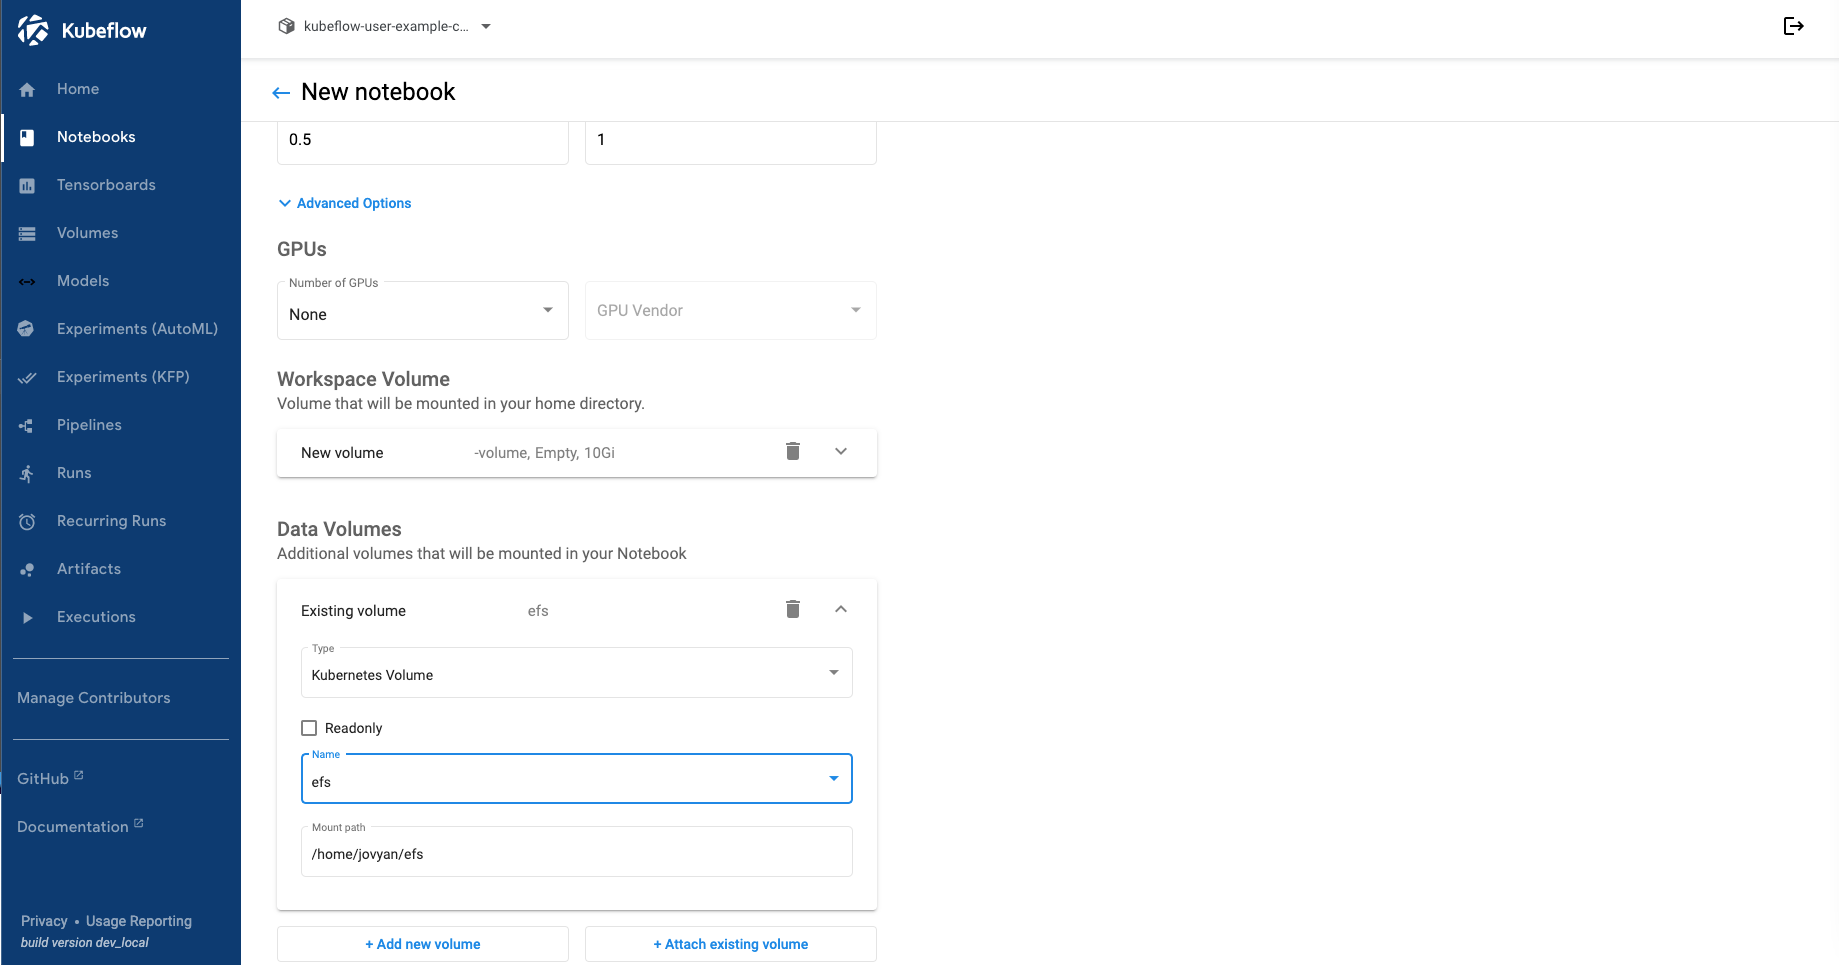 Kubeflow
Home
Notebooks
Tensorboards
Volumes
Models
Experiments (AutoML)
Experiments (KFP)
Pipelines
Runs
Recurring Runs
Artifacts
Executions
Manage Contributors
GitHub
Documentation
Privacy • Usage Reporting
build version dev_local
kubeflow-user-example-c...
New notebook
0.5 1
Advanced Options
GPUs
Number of GPUs
None
GPU Vendor
Workspace Volume
Volume that will be mounted in your home directory.
New volume -volume, Empty, 10Gi
Data Volumes
Additional volumes that will be mounted in your Notebook
Existing volume efs
Type
Kubernetes Volume
Readonly
Name
efs
Mount path
/home/jovyan/efs
+ Add new volume + Attach existing volume